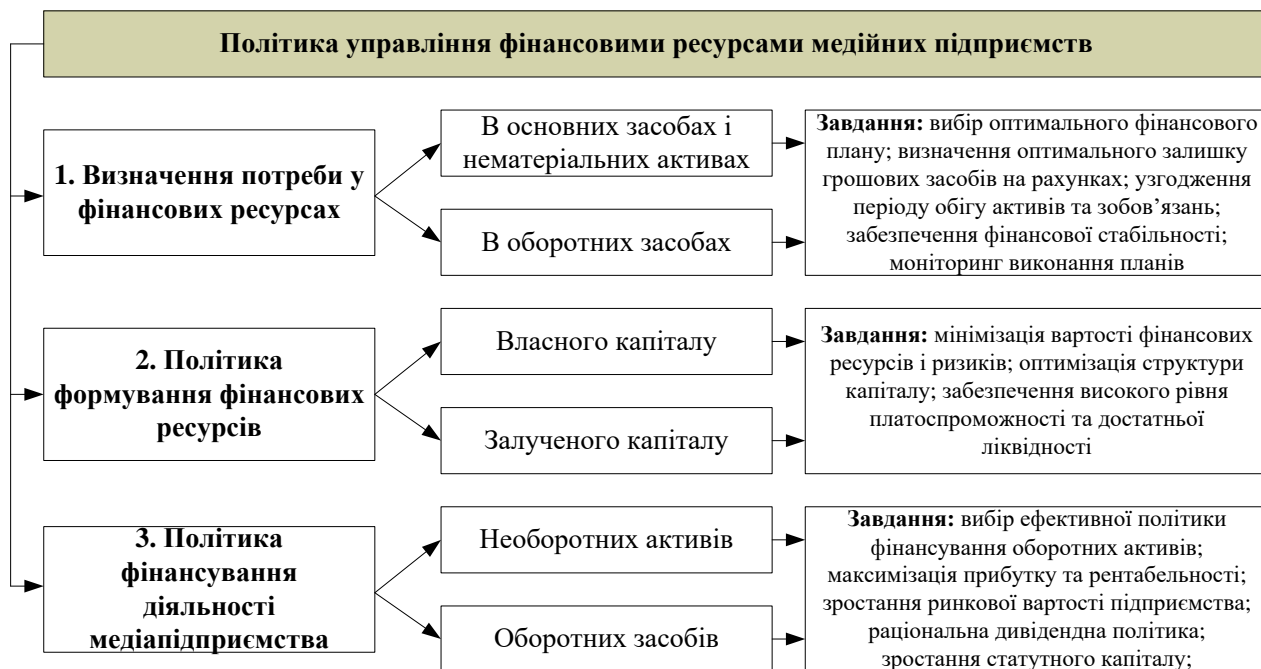 Політика управління фінансовими ресурсами медійних підприємств
1. Визначення потреби у
фінансових ресурсах
В основних засобах і
нематеріальних активах
В оборотних засобах
Завдання: вибір оптимального фінансового
плану; визначення оптимального залишку
грошових засобів на рахунках; узгодження
періоду обігу активів та зобов’язань;
забезпечення фінансової стабільності;
моніторинг виконання планів
2. Політика
формування фінансових
ресурсів
Власного капіталу
Залученого капіталу
Завдання: мінімізація вартості фінансових
ресурсів і ризиків; оптимізація структури
капіталу; забезпечення високого рівня
платоспроможності та достатньої
ліквідності
3. Політика
фінансування
діяльності
медіапідприємства
Необоротних активів
Оборотних засобів
Завдання: вибір ефективної політики
фінансування оборотних активів;
максимізація прибутку та рентабельності;
зростання ринкової вартості підприємства;
раціональна дивідендна політика;
зростання статутного капіталу;